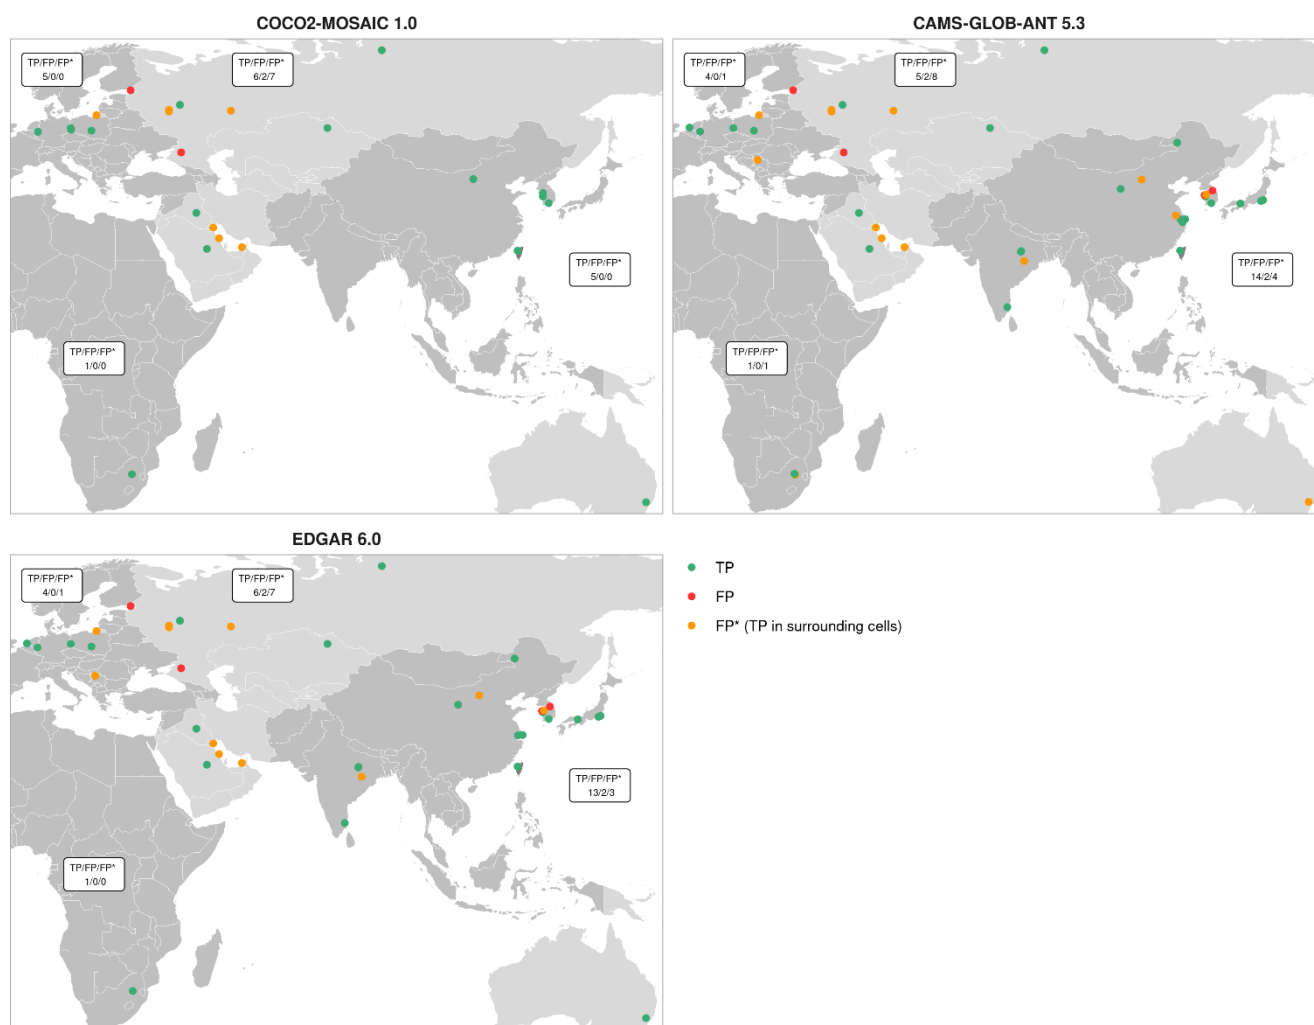 COCO2-MOSAIC 1.0
TP/FP/FP*
5/0/0
TP/FP/FP*
6/2/7
TP/FP/FP*
5/0/0
TP/FP/FP*
1/0/0
CAMS-GLOB-ANT 5.3
TP/FP/FP*
4/0/1
TP/FP/FP*
5/2/8
TP/FP/FP*
14/2/4
TP/FP/FP*
1/0/1
EDGAR 6.0
TP/FP/FP*
4/0/1
TP/FP/FP*
6/2/7
TP/FP/FP*
13/2/3
TP/FP/FP*
1/0/0
TP
FP
FP* (TP in surrounding cells)